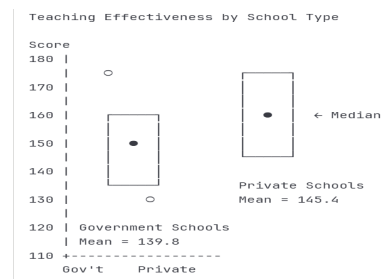 Teaching Effectiveness by School Type
Score
180
170
160 ← Median
150
140
Private Schools
130 Mean = 145.4
120 Government Schools
Mean = 139.8
110
Gov't Private